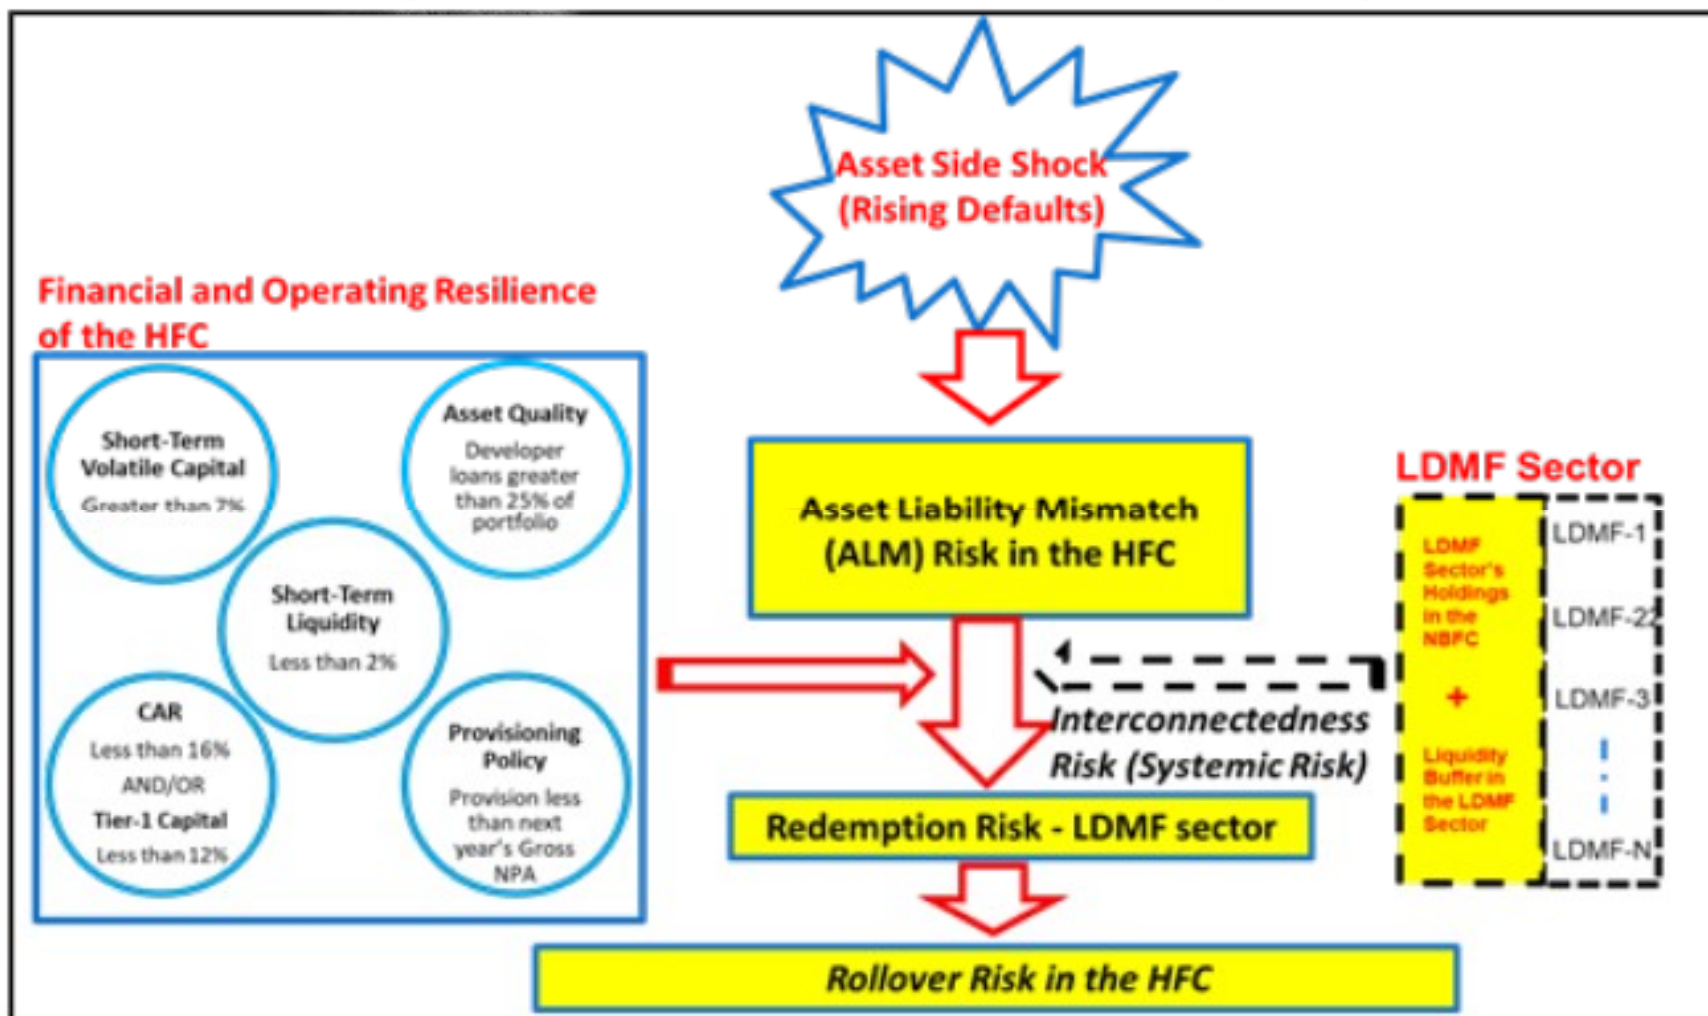 Asset Side Shock
(Rising Defaults)
Financial and Operating Resilience
of the HFC
Short-Term
Volatile Capital
Greater than 7%
Asset Quality
Developer
loans greater
than 25% of
portfolio
Short-Term
Liquidity
Less than 2%
CAR
Less than 16%
AND/OR
Tier-1 Capital
Less than 12%
Provisioning
Policy
Provision less
than next
year's Gross
NPA
Asset Liability Mismatch
(ALM) Risk in the HFC
Interconnectedness
Risk (Systemic Risk)
Redemption Risk - LDMF sector
Rollover Risk in the HFC
LDMF Sector
LDMF
Sector's
Holdings
in the
NBFC
+
Liquidity
Buffer in
the LDMF
Sector
LDMF-1
LDMF-22
LDMF-3
LDMF-N